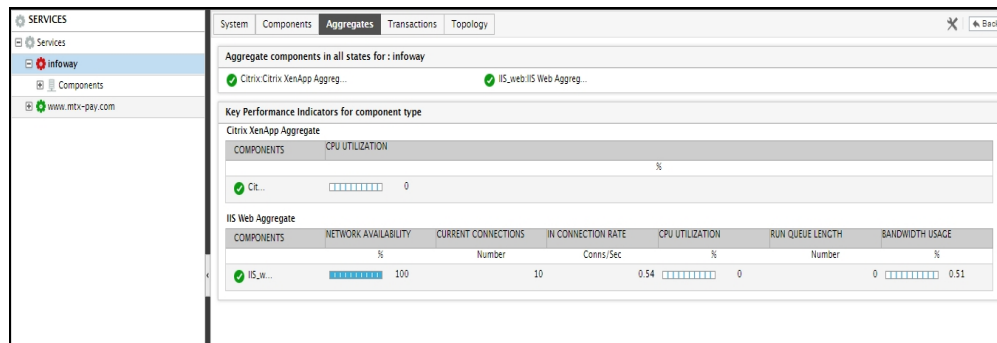 SERVICES
Services
infoway
Components
www.mtx-pay.com
System Components Aggregates Transactions Topology Back
Aggregate components in all states for : infoway
Citrix:Citrix XenApp Aggreg... IIS_web:IIS Web Aggreg...
Key Performance Indicators for component type
Citrix XenApp Aggregate
COMPONENTS CPU UTILIZATION
%
Cit... 0
IIS Web Aggregate
COMPONENTS NETWORK AVAILABILITY CURRENT CONNECTIONS IN CONNECTION RATE CPU UTILIZATION RUN QUEUE LENGTH BANDWIDTH USAGE
% Number Conns/Sec % Number %
IIS_w... 100 10 0.54 0 0 0.51